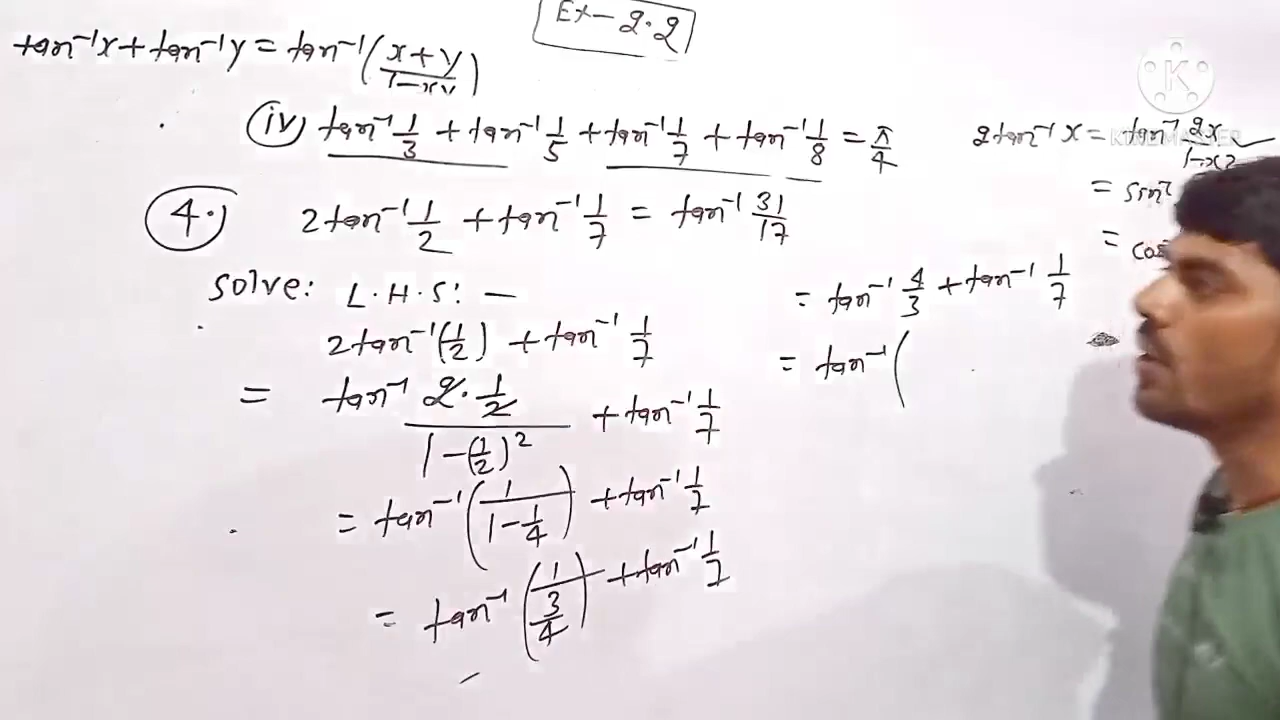 Ex-2.2
tan⁻¹x + tan⁻¹y = tan⁻¹(x+y/1-xy)
(iv) tan⁻¹ 1/3 + tan⁻¹ 1/5 + tan⁻¹ 1/7 + tan⁻¹ 1/8 = π/4
2tan⁻¹ x = tan⁻¹ 2x/1-x2
= sin⁻¹
= cos
4. 2tan⁻¹ 1/2 + tan⁻¹ 1/7 = tan⁻¹ 31/17
Solve: L.H.S: —
2tan⁻¹(1/2) + tan⁻¹ 1/7
= tan⁻¹ 2·1/2 / 1-(1/2)² + tan⁻¹ 1/7
= tan⁻¹(1/1-1/4) + tan⁻¹ 1/7
= tan⁻¹(1/3/4) + tan⁻¹ 1/7
= tan⁻¹ 4/3 + tan⁻¹ 1/7
= tan⁻¹(
K
KINEMASTER